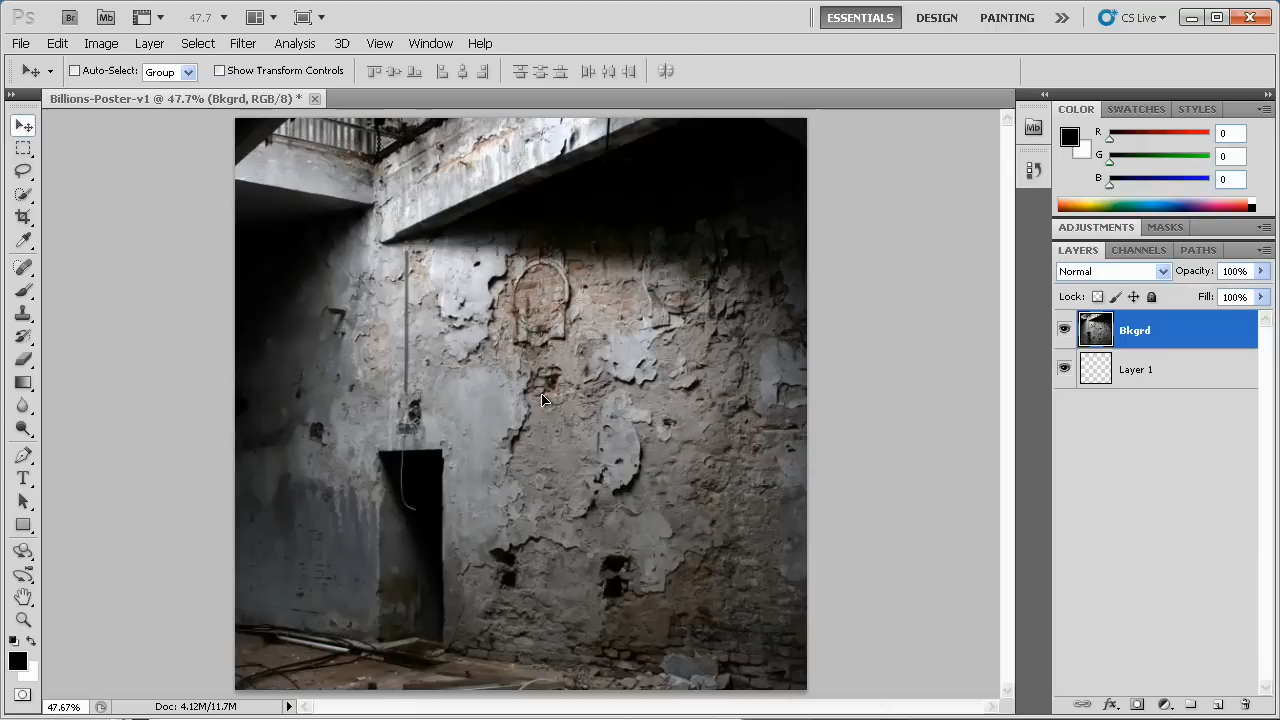 Ps Br Mb 47.7 ESSENTIALS DESIGN PAINTING CS Live
File Edit Image Layer Select Filter Analysis 3D View Window Help
Auto-Select: Group Show Transform Controls
Billions-Poster-v1 @ 47.7% (Bkgrd, RGB/8) *
COLOR SWATCHES STYLES
Mb
R 0
G 0
B 0
ADJUSTMENTS MASKS
LAYERS CHANNELS PATHS
Normal Opacity: 100%
Lock: Fill: 100%
Bkgrd
Layer 1
T
47.67% Doc: 4.12M/11.7M
fx